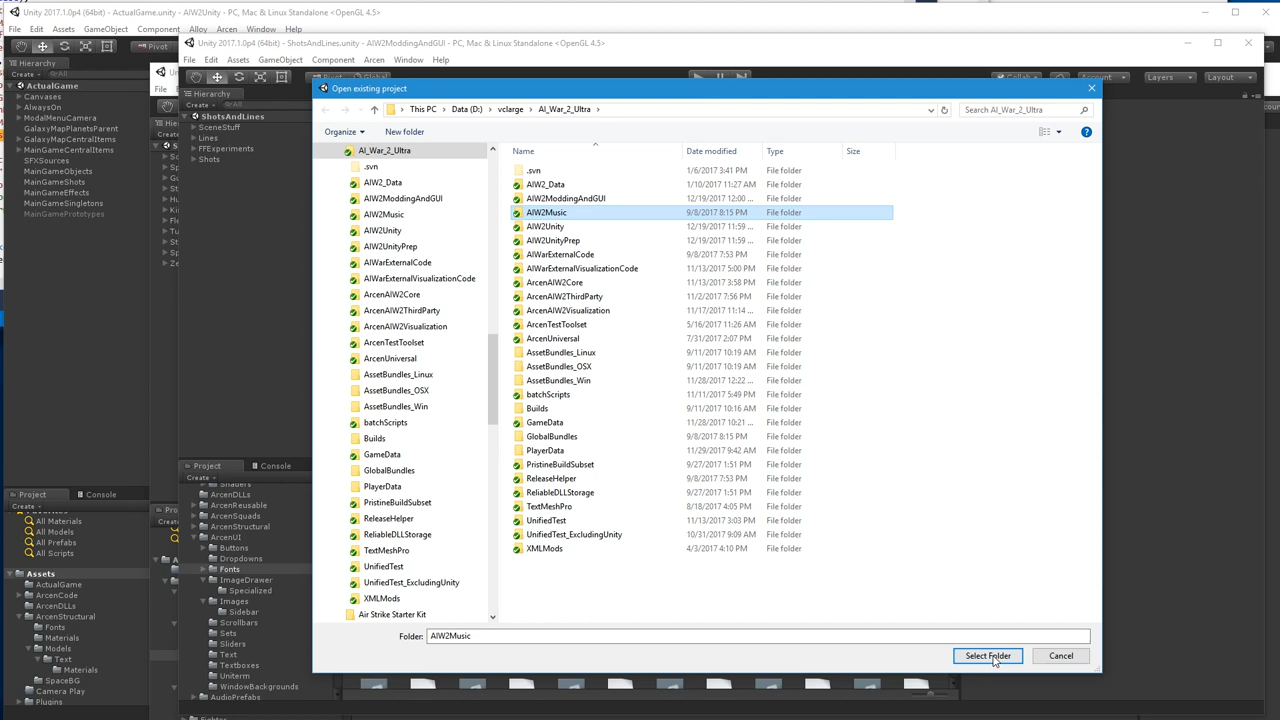 Unity 2017.1.0p4 (64bit) - ActualGame.unity - AIW2Unity - PC, Mac & Linux Standalone <OpenGL 4.5>
File Edit Assets GameObject Component Alloy Arcen Window Help
Unity 2017.1.0p4 (64bit) - ShotsAndLines.unity - AIW2ModdingAndGUI - PC, Mac & Linux Standalone <OpenGL 4.5>
File Edit Assets GameObject Component Arcen Window Help
Pivot
Pivot Global
Collab Account Layers Layout
Hierarchy
Create All
ActualGame
Canvases
AlwaysOn
ModalMenuCamera
GalaxyMapPlanetsParent
GalaxyMapCentralItems
MainGameCentralItems
SFXSources
MainGameObjects
MainGameShots
MainGameEffects
MainGameSingletons
MainGamePrototypes
Hierarchy
Create All
ShotsAndLines
SceneStuff
Lines
FFExperiments
Shots
Open existing project
This PC Data (D:) vclarge AI_War_2_Ultra
Search AI_War_2_Ultra
Organize New folder
AI_War_2_Ultra
.svn
AIW2_Data
AIW2ModdingAndGUI
AIW2Music
AIW2Unity
AIW2UnityPrep
AIWarExternalCode
AIWarExternalVisualizationCode
ArcenAIW2Core
ArcenAIW2ThirdParty
ArcenAIW2Visualization
ArcenTestToolset
ArcenUniversal
AssetBundles_Linux
AssetBundles_OSX
AssetBundles_Win
batchScripts
Builds
GameData
GlobalBundles
PlayerData
PristineBuildSubset
ReleaseHelper
ReliableDLLStorage
TextMeshPro
UnifiedTest
UnifiedTest_ExcludingUnity
XMLMods
Air Strike Starter Kit
Name Date modified Type Size
.svn 1/6/2017 3:41 PM File folder
AIW2_Data 1/10/2017 11:27 AM File folder
AIW2ModdingAndGUI 12/19/2017 12:00 ... File folder
AIW2Music 9/8/2017 8:15 PM File folder
AIW2Unity 12/19/2017 11:59 ... File folder
AIW2UnityPrep 12/19/2017 11:59 ... File folder
AIWarExternalCode 9/8/2017 7:53 PM File folder
AIWarExternalVisualizationCode 11/13/2017 5:00 PM File folder
ArcenAIW2Core 11/13/2017 3:58 PM File folder
ArcenAIW2ThirdParty 11/2/2017 7:56 PM File folder
ArcenAIW2Visualization 11/17/2017 11:14 ... File folder
ArcenTestToolset 5/16/2017 11:26 AM File folder
ArcenUniversal 7/31/2017 2:07 PM File folder
AssetBundles_Linux 9/11/2017 10:19 AM File folder
AssetBundles_OSX 9/11/2017 10:19 AM File folder
AssetBundles_Win 11/28/2017 12:22 ... File folder
batchScripts 11/11/2017 5:49 PM File folder
Builds 9/11/2017 10:16 AM File folder
GameData 11/28/2017 10:21 ... File folder
GlobalBundles 9/8/2017 8:15 PM File folder
PlayerData 11/29/2017 9:42 AM File folder
PristineBuildSubset 9/27/2017 1:51 PM File folder
ReleaseHelper 9/8/2017 7:53 PM File folder
ReliableDLLStorage 9/27/2017 1:51 PM File folder
TextMeshPro 8/18/2017 4:05 PM File folder
UnifiedTest 11/13/2017 3:03 PM File folder
UnifiedTest_ExcludingUnity 10/31/2017 9:09 AM File folder
XMLMods 4/3/2017 4:10 PM File folder
Folder: AIW2Music
Select Folder Cancel
Project Console
Create
All Materials
All Models
All Prefabs
All Scripts
Assets
ActualGame
ArcenCode
ArcenDLLs
ArcenStructural
Fonts
Materials
Models
Text
Materials
SpaceBG
Camera Play
Plugins
Project Console
Create
Shaders
ArcenDLLs
ArcenReusable
ArcenSquads
ArcenStructural
ArcenUI
Buttons
Dropdowns
Fonts
ImageDrawer
Specialized
Images
Sidebar
Scrollbars
Sets
Sliders
Text
Textboxes
Uniterm
WindowBackgrounds
AudioPrefabs